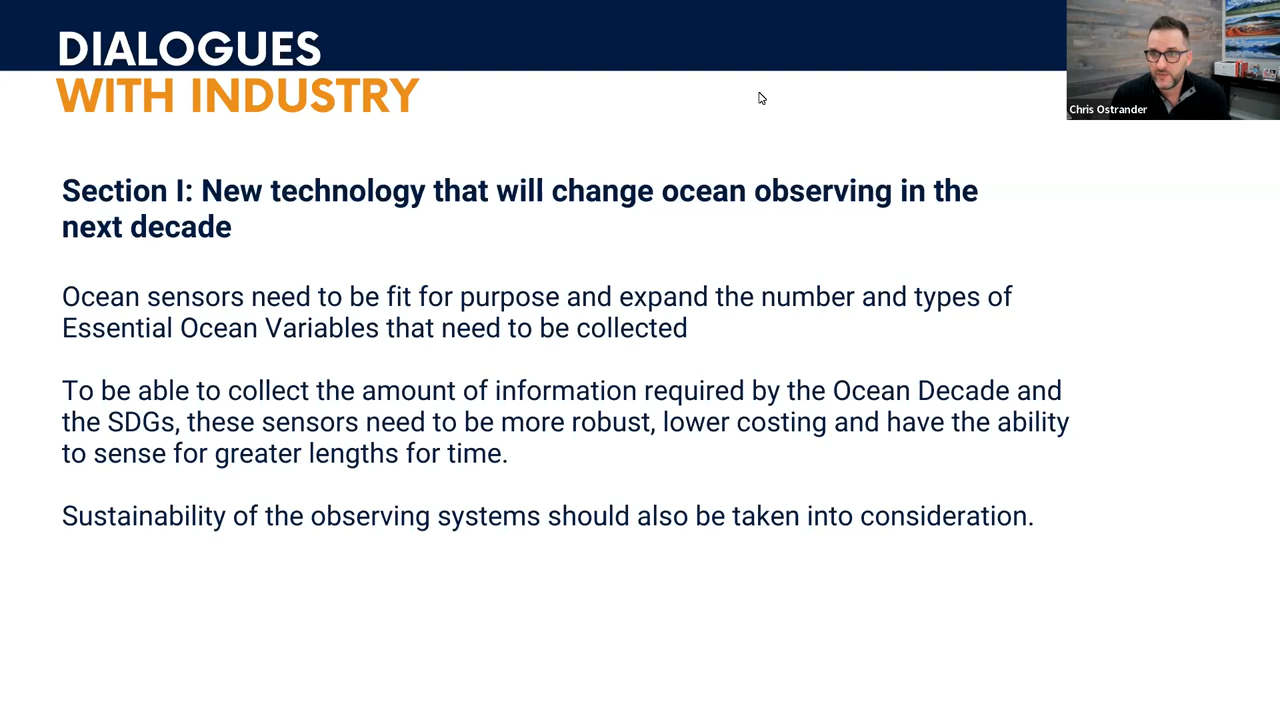 DIALOGUES
WITH INDUSTRY
Chris Ostrander
Section I: New technology that will change ocean observing in the
next decade
Ocean sensors need to be fit for purpose and expand the number and types of
Essential Ocean Variables that need to be collected
To be able to collect the amount of information required by the Ocean Decade and
the SDGs, these sensors need to be more robust, lower costing and have the ability
to sense for greater lengths for time.
Sustainability of the observing systems should also be taken into consideration.